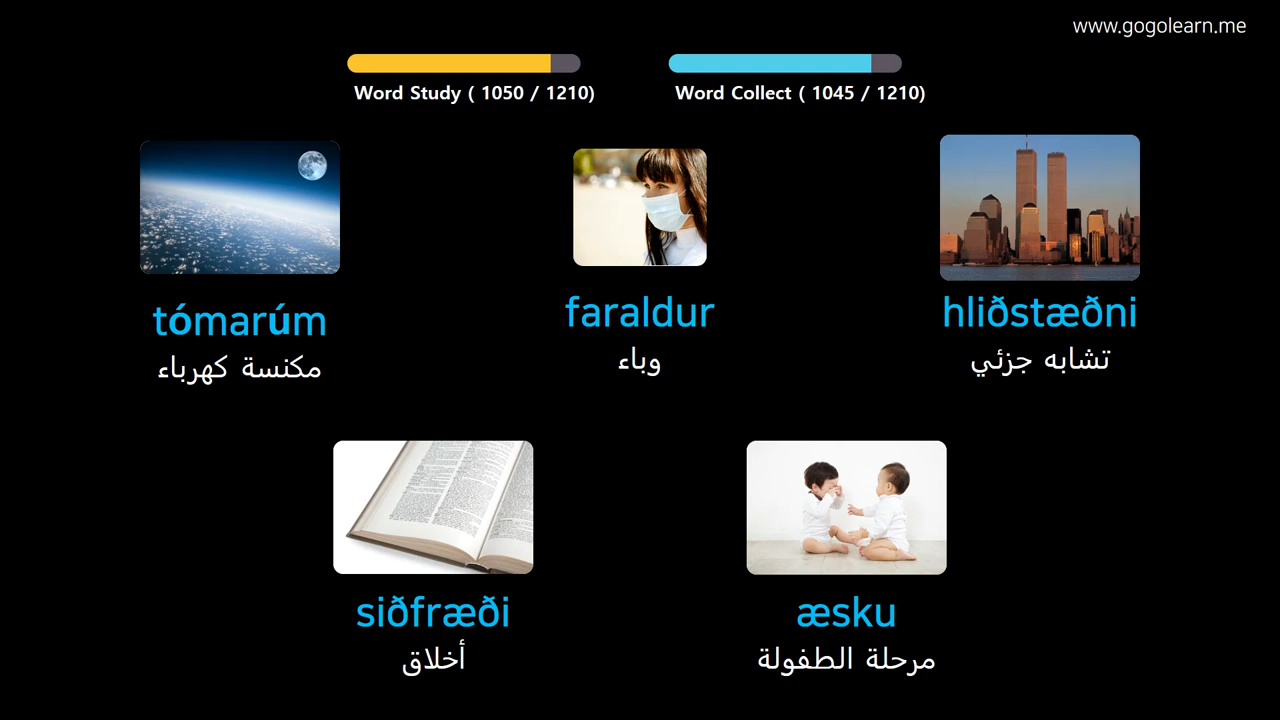 www.gogolearn.me
Word Study ( 1050 / 1210)
Word Collect ( 1045 / 1210)
tómarúm
مكنسة كهرباء
faraldur
وباء
hliðstæðni
تشابه جزئي
siðfræði
أخلاق
æsku
مرحلة الطفولة